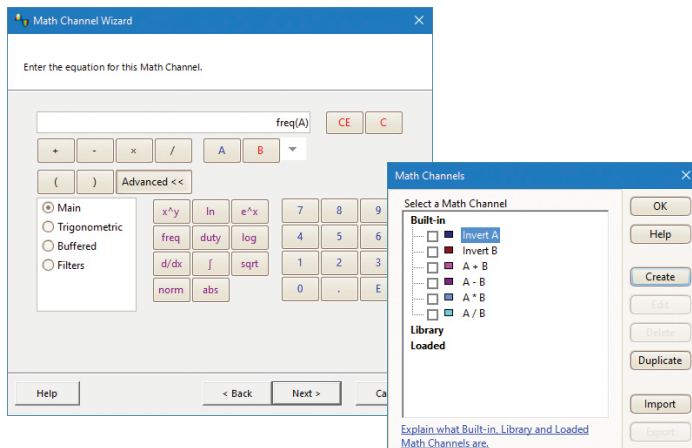 Math Channel Wizard
Enter the equation for this Math Channel.
freq(A) CE C
+ - × / A B
( ) Advanced <<
Main
Trigonometric
Buffered
Filters
x^y ln e^x 7 8 9
freq duty log 4 5 6
d/dx ∫ sqrt 1 2 3
norm abs 0 . E
Help < Back Next > Ca
Math Channels
Select a Math Channel
Built-in
Invert A
Invert B
A + B
A - B
A * B
A / B
Library
Loaded
Explain what Built-in, Library and Loaded
Math Channels are.
OK
Help
Create
Edit
Delete
Duplicate
Import
Export